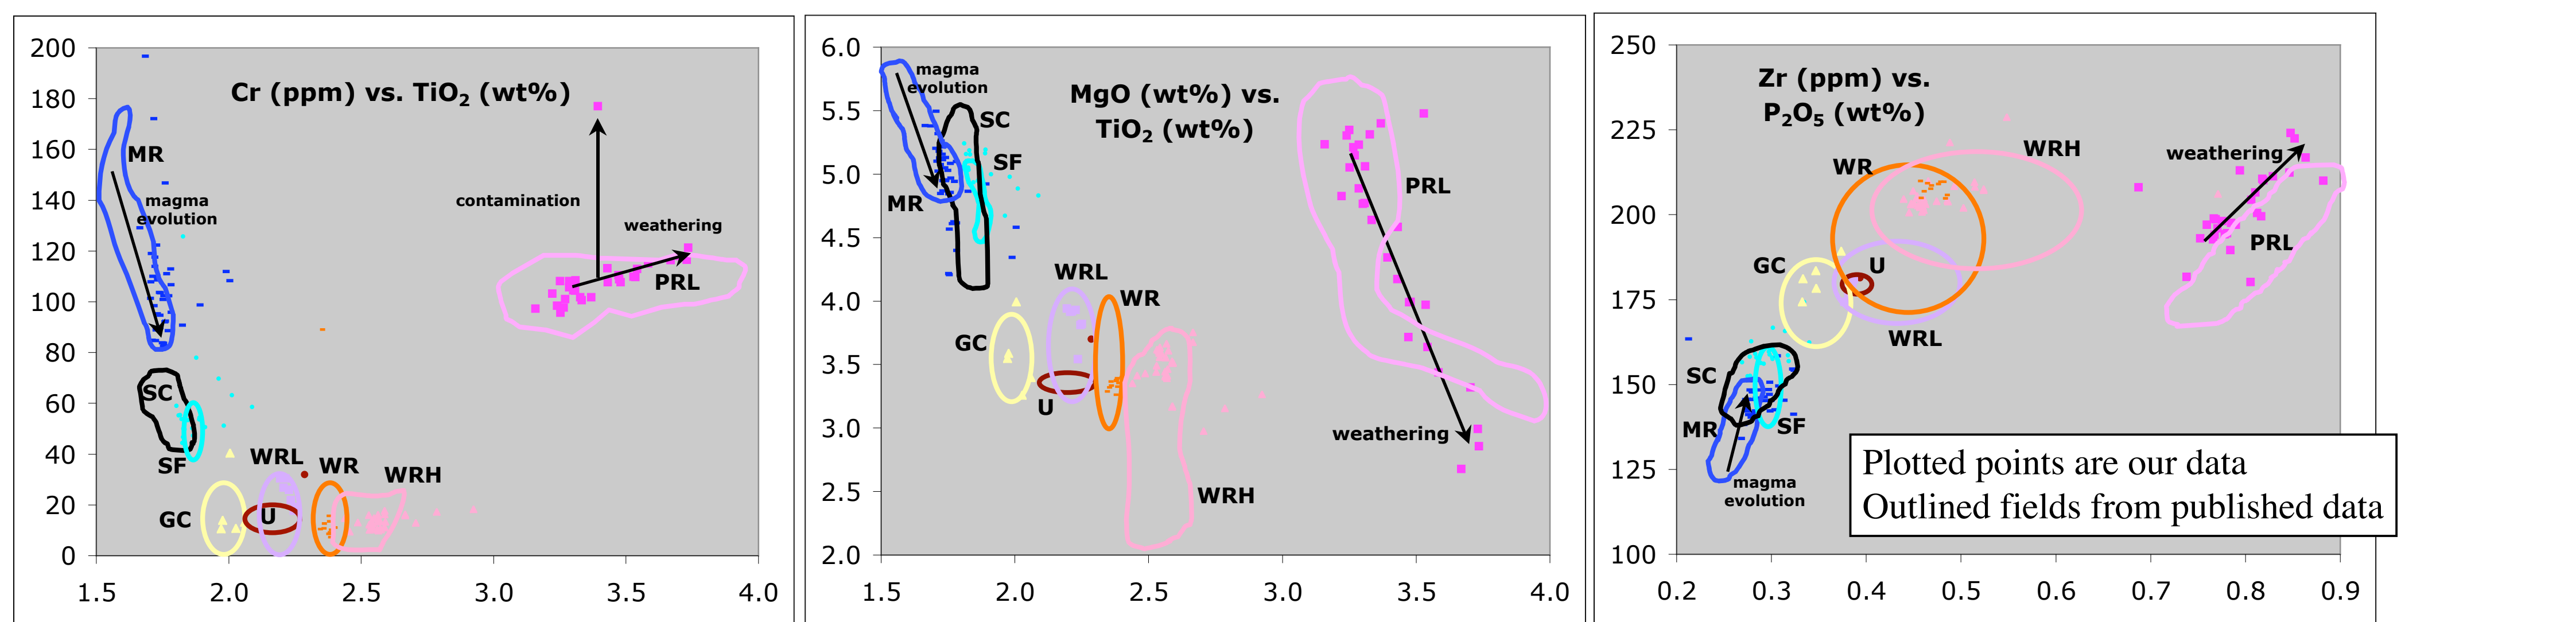 Cr (ppm) vs. TiO₂ (wt%)
200
180
160
140
120
100
80
60
40
20
0
1.5 2.0 2.5 3.0 3.5 4.0
MR
magma
evolution
contamination
weathering
PRL
SC
SF
WRL
WR
WRH
GC
U
MgO (wt%) vs.
TiO₂ (wt%)
6.0
5.5
5.0
4.5
4.0
3.5
3.0
2.5
2.0
1.5 2.0 2.5 3.0 3.5 4.0
magma
evolution
SC
SF
MR
PRL
WRL
WR
GC
U
weathering
WRH
Zr (ppm) vs.
P₂O₅ (wt%)
250
225
200
175
150
125
100
0.2 0.3 0.4 0.5 0.6 0.7 0.8 0.9
WR
WRH
weathering
PRL
GC
U
WRL
SC
MR
SF
magma
evolution
Plotted points are our data
Outlined fields from published data